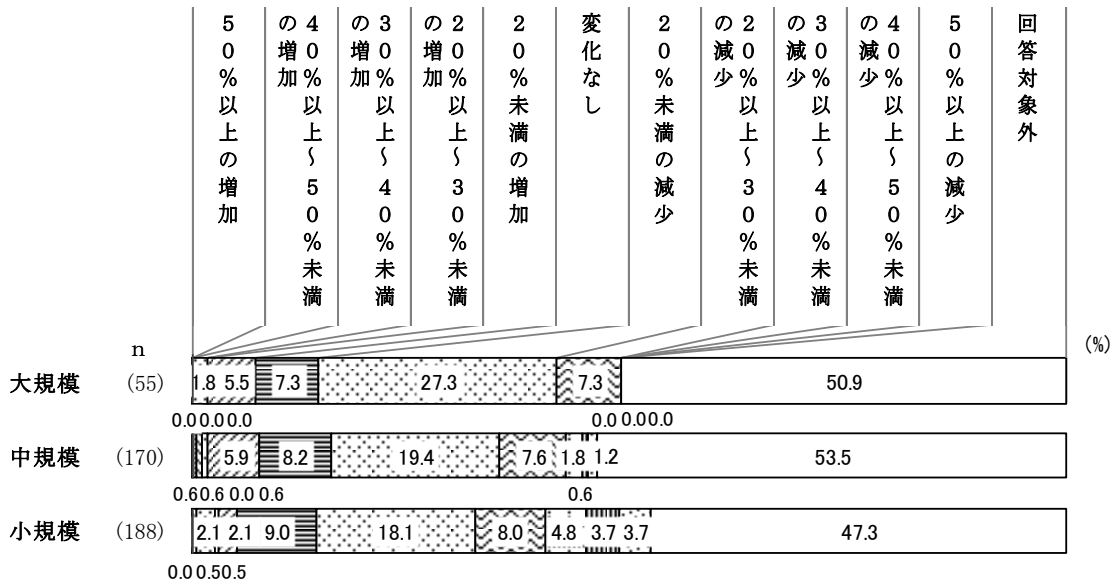 50%以上の増加
40%以上~50%未満の増加
30%以上~40%未満の増加
20%以上~30%未満の増加
20%未満の増加
変化なし
20%未満の減少
20%以上~30%未満の減少
30%以上~40%未満の減少
40%以上~50%未満の減少
50%以上の減少
回答対象外
n
(%)
大規模 (55) 1.8 5.5 7.3 27.3 7.3 50.9
0.0 0.0 0.0 0.0 0.0 0.0 0.0
中規模 (170) 5.9 8.2 19.4 7.6 1.8 1.2 53.5
0.6 0.6 0.0 0.6 0.6
小規模 (188) 2.1 2.1 9.0 18.1 8.0 4.8 3.7 3.7 47.3
0.0 0.5 0.5